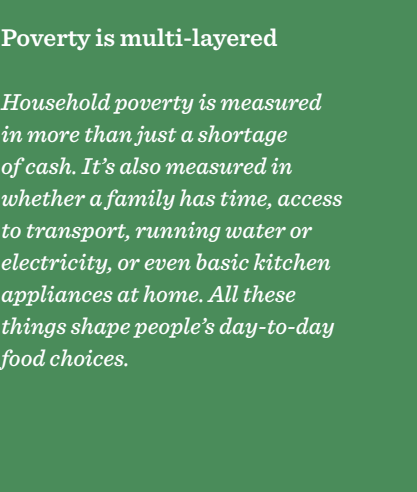 Poverty is multi-layered
Household poverty is measured
in more than just a shortage
of cash. It’s also measured in
whether a family has time, access
to transport, running water or
electricity, or even basic kitchen
appliances at home. All these
things shape people’s day-to-day
food choices.